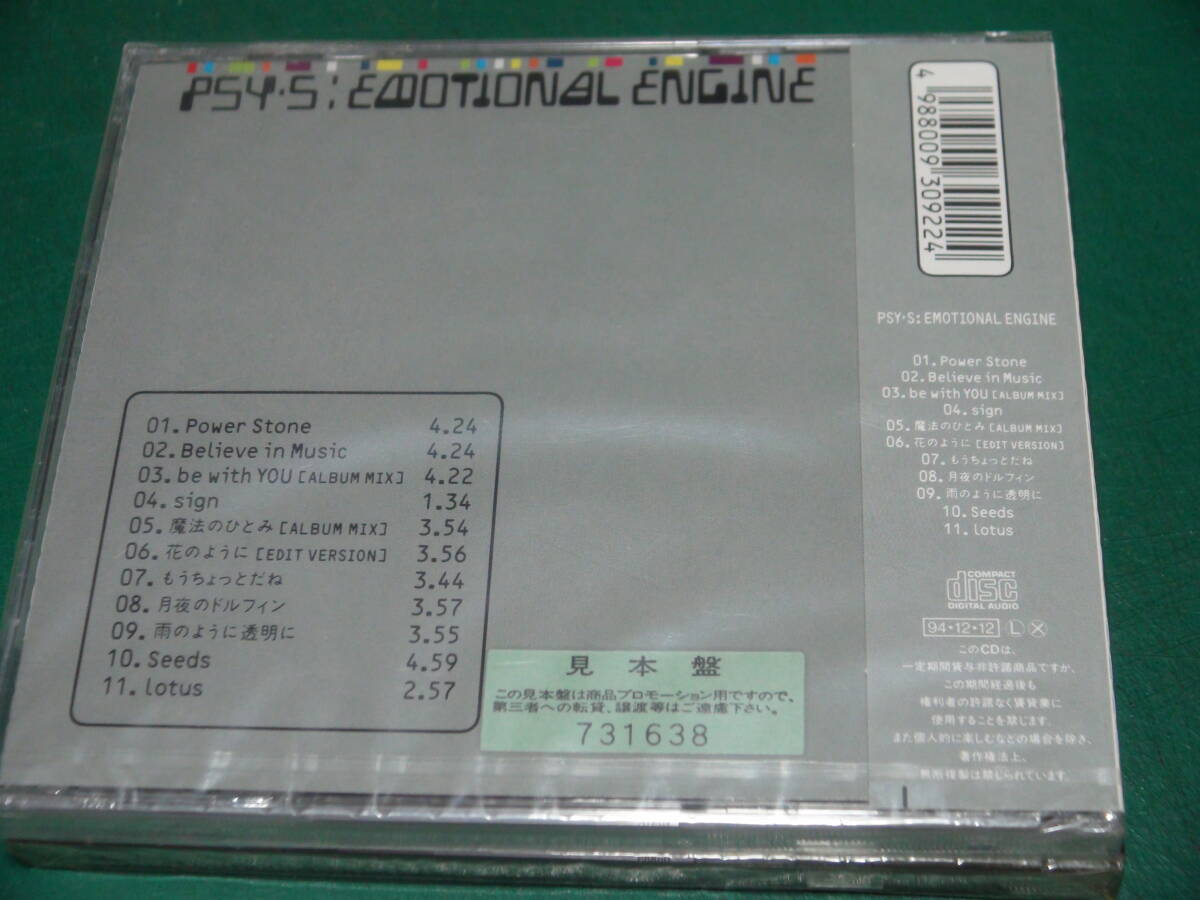 PSY・S: EMOTIONAL ENGINE
01. Power Stone 4.24
02. Believe in Music 4.24
03. be with YOU [ALBUM MIX] 4.22
04. sign 1.34
05. 魔法のひとみ [ALBUM MIX] 3.54
06. 花のように [EDIT VERSION] 3.56
07. もうちょっとだね 3.44
08. 月夜のドルフィン 3.57
09. 雨のように透明に 3.55
10. Seeds 4.59
11. lotus 2.57
見本盤
この見本盤は商品プロモーション用ですので、
第三者への転貸、譲渡等はご遠慮下さい。
731638
4 988009 309224
PSY・S: EMOTIONAL ENGINE
01. Power Stone
02. Believe in Music
03. be with YOU [ALBUM MIX]
04. sign
05. 魔法のひとみ [ALBUM MIX]
06. 花のように [EDIT VERSION]
07. もうちょっとだね
08. 月夜のドルフィン
09. 雨のように透明に
10. Seeds
11. lotus
COMPACT
disc
DIGITAL AUDIO
94・12・12 L X
このCDは、
一定期間貸与非許諾商品ですが、
この期間経過後も
権利者の許諾なく賃貸業に
使用することを禁じます。
また個人的に楽しむなどの場合を除き、
著作権法上、
無断複製は禁じられています。